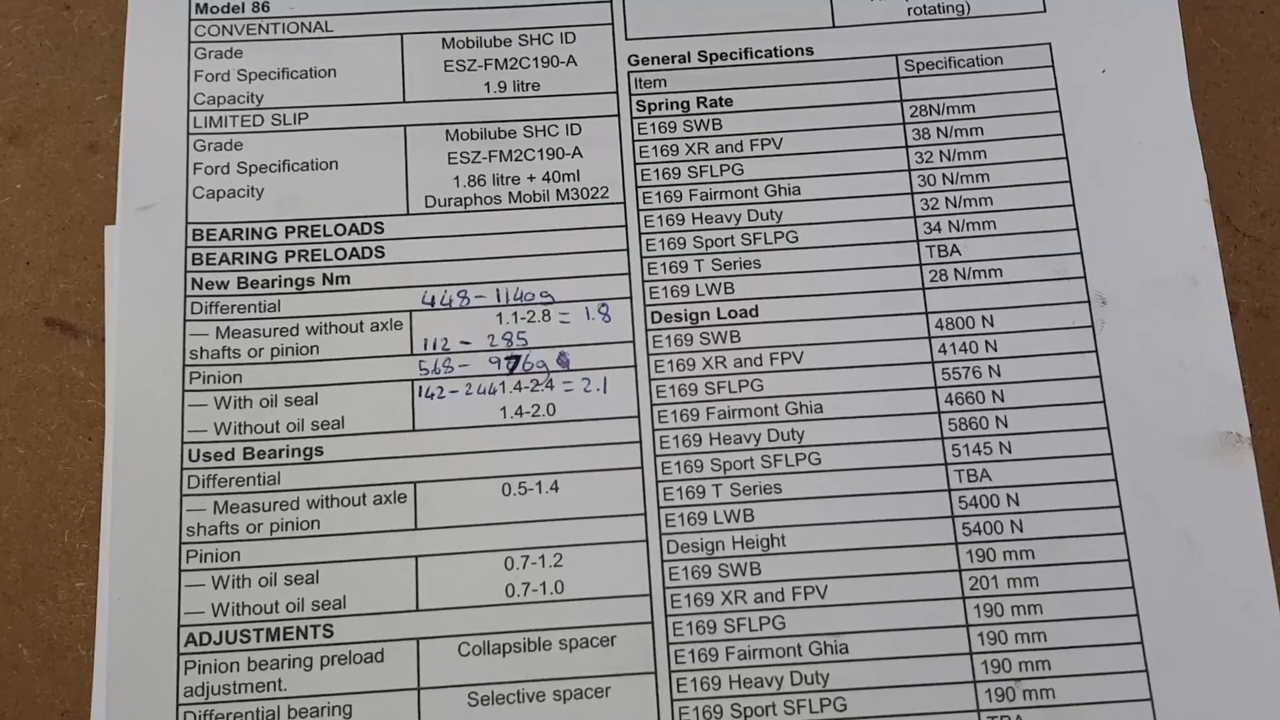 Model 86
CONVENTIONAL
Grade
Mobilube SHC ID
Ford Specification
ESZ-FM2C190-A
Capacity
1.9 litre
LIMITED SLIP
Grade
Mobilube SHC ID
Ford Specification
ESZ-FM2C190-A
Capacity
1.86 litre + 40ml
Duraphos Mobil M3022
BEARING PRELOADS
BEARING PRELOADS
New Bearings Nm
Differential
448-1140g
— Measured without axle
shafts or pinion
1.1-2.8 = 1.8
112 - 285
Pinion
568- 976g
— With oil seal
142-244 1.4-2.4 = 2.1
— Without oil seal
1.4-2.0
Used Bearings
Differential
— Measured without axle
shafts or pinion
0.5-1.4
Pinion
— With oil seal
0.7-1.2
— Without oil seal
0.7-1.0
ADJUSTMENTS
Pinion bearing preload
adjustment.
Collapsible spacer
Differential bearing
Selective spacer
rotating)
General Specifications
Item
Specification
Spring Rate
E169 SWB
28N/mm
E169 XR and FPV
38 N/mm
E169 SFLPG
32 N/mm
E169 Fairmont Ghia
30 N/mm
E169 Heavy Duty
32 N/mm
E169 Sport SFLPG
34 N/mm
E169 T Series
TBA
E169 LWB
28 N/mm
Design Load
E169 SWB
4800 N
E169 XR and FPV
4140 N
E169 SFLPG
5576 N
E169 Fairmont Ghia
4660 N
E169 Heavy Duty
5860 N
E169 Sport SFLPG
5145 N
E169 T Series
TBA
E169 LWB
5400 N
Design Height
5400 N
E169 SWB
190 mm
E169 XR and FPV
201 mm
E169 SFLPG
190 mm
E169 Fairmont Ghia
190 mm
E169 Heavy Duty
190 mm
E169 Sport SFLPG
190 mm
TBA